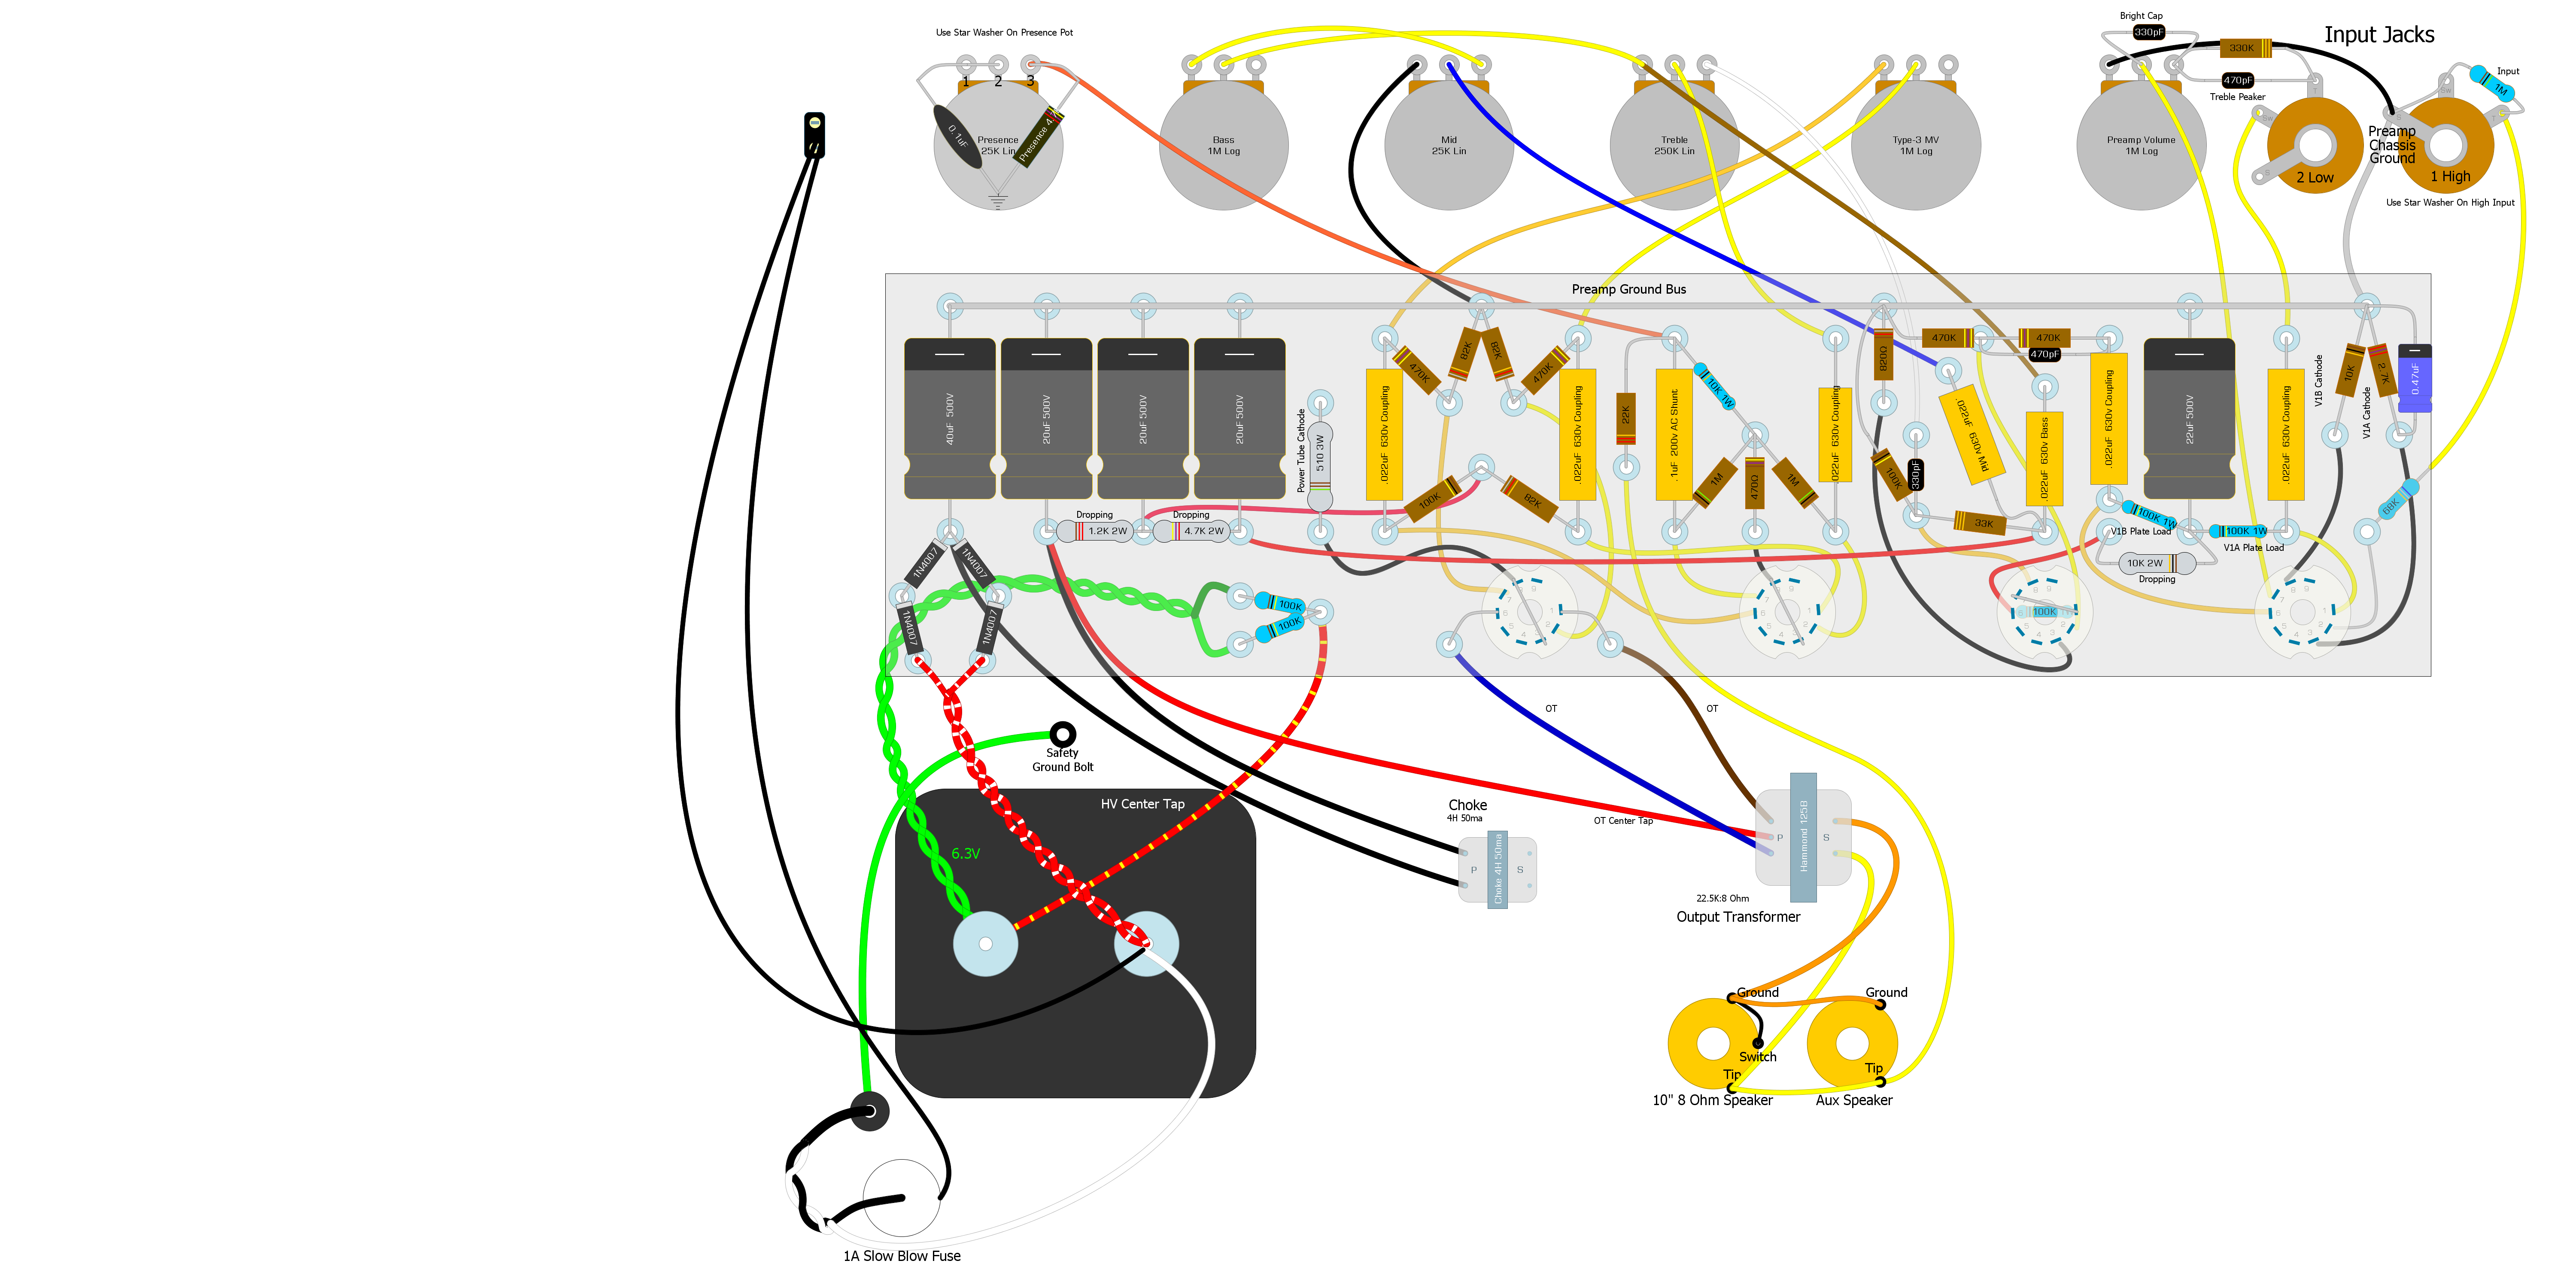 Bright Cap
330pF
Use Star Washer On Presence Pot
Input Jacks
330K
470pF
Treble Peaker
Input
1M
1
2
3
0.1uF
Presence
25K Lin
Presence 4.7
Bass
1M Log
Mid
25K Lin
Treble
250K Lin
Type-3 MV
1M Log
Preamp Volume
1M Log
Preamp
Chassis
Ground
2 Low
1 High
Use Star Washer On High Input
Preamp Ground Bus
40uF 500V
20uF 500V
20uF 500V
20uF 500V
Power Tube Cathode
510 3W
.022uF 630v Coupling
470K
82K
82K
470K
.022uF 630v Coupling
100K
82K
22K
.1uF 200v AC Shunt
10K 1W
1M
470Ω
1M
.022uF 630v Coupling
820Ω
100K
330pF
470K
470K
470pF
.022uF 630v Mid
33K
.022uF 630v Bass
.022uF 630v Coupling
22uF 500V
.022uF 630v Coupling
V1B Cathode
10K
V1A Cathode
2.7K
0.47uF
68K
Dropping
1.2K 2W
Dropping
4.7K 2W
100K 1W
V1B Plate Load
100K 1W
V1A Plate Load
10K 2W
Dropping
1N4007
1N4007
1N4007
1N4007
100K
100K
100K
OT
OT
Safety
Ground Bolt
HV Center Tap
6.3V
Choke
4H 50ma
P
S
Choke 4H 50ma
OT Center Tap
P
S
Hammond 125B
22.5K:8 Ohm
Output Transformer
Ground
Switch
Tip
10" 8 Ohm Speaker
Ground
Tip
Aux Speaker
1A Slow Blow Fuse